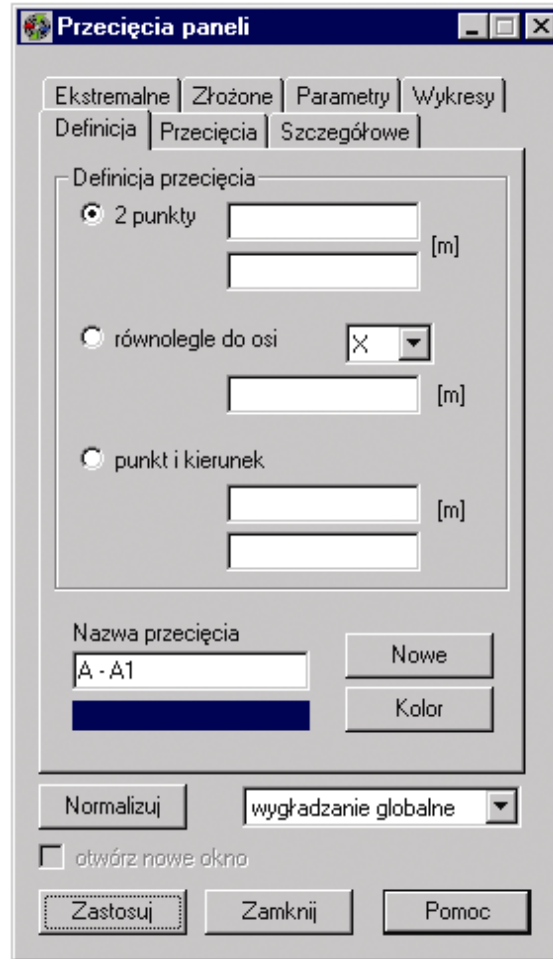 Przecięcia paneli
Ekstremalne Złożone Parametry Wykresy
Definicja Przecięcia Szczegółowe
Definicja przecięcia
2 punkty
[m]
równolegle do osi X
[m]
punkt i kierunek
[m]
Nazwa przecięcia
A - A1
Nowe
Kolor
Normalizuj wygładzanie globalne
otwórz nowe okno
Zastosuj Zamknij Pomoc